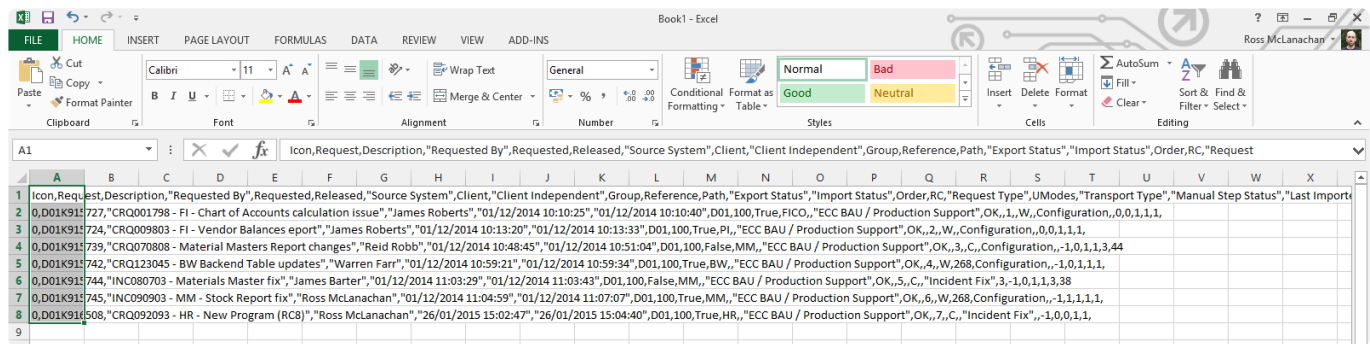 Book1 - Excel
FILE HOME INSERT PAGE LAYOUT FORMULAS DATA REVIEW VIEW ADD-INS Ross McLanachan
Cut
Copy
Format Painter
Paste
Calibri 11
B I U
Wrap Text
Merge & Center
General
% ,
Conditional Formatting
Format as Table
Normal Bad
Good Neutral
Insert Delete Format
AutoSum
Fill
Clear
Sort & Filter
Find & Select
Clipboard Font Alignment Number Styles Cells Editing
A1 fx Icon,Request,Description,"Requested By",Requested,Released,"Source System",Client,"Client Independent",Group,Reference,Path,"Export Status","Import Status",Order,RC,"Request
A B C D E F G H I J K L M N O P Q R S T U V W X
1 Icon,Request,Description,"Requested By",Requested,Released,"Source System",Client,"Client Independent",Group,Reference,Path,"Export Status","Import Status",Order,RC,"Request Type",UModes,"Transport Type","Manual Step Status","Last Importe
2 0,D01K915727,"CRQ001798 - FI - Chart of Accounts calculation issue","James Roberts","01/12/2014 10:10:25","01/12/2014 10:10:40",D01,100,True,FICO,,"ECC BAU / Production Support",OK,,1,,W,,Configuration,,0,0,1,1,1,
3 0,D01K915724,"CRQ009803 - FI - Vendor Balances eport","James Roberts","01/12/2014 10:13:20","01/12/2014 10:13:33",D01,100,True,PI,,"ECC BAU / Production Support",OK,,2,,W,,Configuration,,0,0,1,1,1,
4 0,D01K915739,"CRQ070808 - Material Masters Report changes","Reid Robb","01/12/2014 10:48:45","01/12/2014 10:51:04",D01,100,False,MM,,"ECC BAU / Production Support",OK,,3,,C,,Configuration,,-1,0,1,1,3,44
5 0,D01K915742,"CRQ123045 - BW Backend Table updates","Warren Farr","01/12/2014 10:59:21","01/12/2014 10:59:34",D01,100,True,BW,,"ECC BAU / Production Support",OK,,4,,W,268,Configuration,,-1,0,1,1,1,
6 0,D01K915744,"INC080703 - Materials Master fix","James Barter","01/12/2014 11:03:29","01/12/2014 11:03:43",D01,100,False,MM,,"ECC BAU / Production Support",OK,,5,,C,,"Incident Fix",3,-1,0,1,1,3,38
7 0,D01K915745,"INC090903 - MM - Stock Report fix","Ross McLanachan","01/12/2014 11:04:59","01/12/2014 11:07:07",D01,100,True,MM,,"ECC BAU / Production Support",OK,,6,,W,268,Configuration,,-1,1,1,1,1,
8 0,D01K916508,"CRQ092093 - HR - New Program (RC8)","Ross McLanachan","26/01/2015 15:02:47","26/01/2015 15:04:40",D01,100,True,HR,,"ECC BAU / Production Support",OK,,7,,C,,"Incident Fix",,-1,0,0,1,1,
9